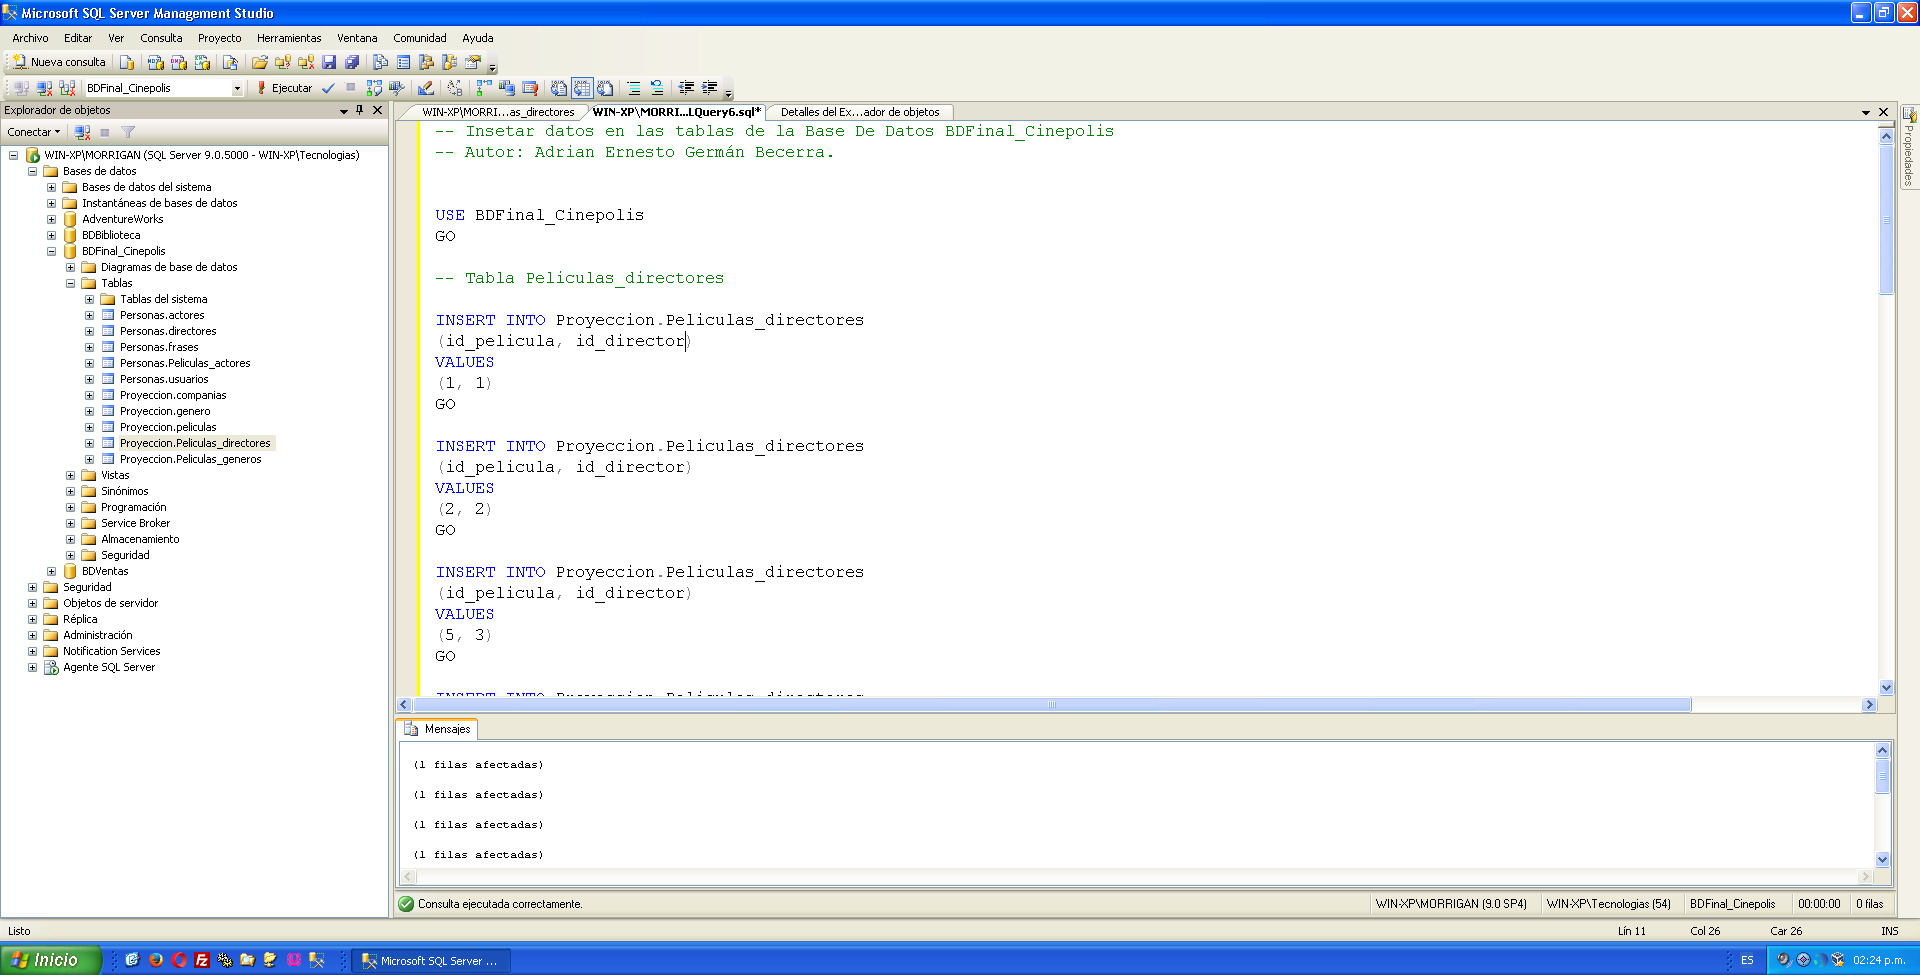 Microsoft SQL Server Management Studio
Archivo Editar Ver Consulta Proyecto Herramientas Ventana Comunidad Ayuda
Nueva consulta
BDFinal_Cinepolis Ejecutar
Explorador de objetos
WIN-XP\MORRI...as_directores WIN-XP\MORRI...LQuery6.sql* Detalles del Ex...ador de objetos
Conectar
WIN-XP\MORRIGAN (SQL Server 9.0.5000 - WIN-XP\Tecnologias)
Bases de datos
Bases de datos del sistema
Instantáneas de bases de datos
AdventureWorks
BDBiblioteca
BDFinal_Cinepolis
Diagramas de base de datos
Tablas
Tablas del sistema
Personas.actores
Personas.directores
Personas.frases
Personas.Peliculas_actores
Personas.usuarios
Proyeccion.companias
Proyeccion.genero
Proyeccion.peliculas
Proyeccion.Peliculas_directores
Proyeccion.Peliculas_generos
Vistas
Sinónimos
Programación
Service Broker
Almacenamiento
Seguridad
BDVentas
Seguridad
Objetos de servidor
Réplica
Administración
Notification Services
Agente SQL Server
-- Insetar datos en las tablas de la Base De Datos BDFinal_Cinepolis
-- Autor: Adrian Ernesto Germán Becerra.
USE BDFinal_Cinepolis
GO
-- Tabla Peliculas_directores
INSERT INTO Proyeccion.Peliculas_directores
(id_pelicula, id_director)
VALUES
(1, 1)
GO
INSERT INTO Proyeccion.Peliculas_directores
(id_pelicula, id_director)
VALUES
(2, 2)
GO
INSERT INTO Proyeccion.Peliculas_directores
(id_pelicula, id_director)
VALUES
(5, 3)
GO
INSERT INTO Proyeccion.Peliculas_directores
Propiedades
Mensajes
(1 filas afectadas)
(1 filas afectadas)
(1 filas afectadas)
(1 filas afectadas)
Consulta ejecutada correctamente. WIN-XP\MORRIGAN (9.0 SP4) WIN-XP\Tecnologias (54) BDFinal_Cinepolis 00:00:00 0 filas
Listo Lín 11 Col 26 Car 26 INS
Inicio Microsoft SQL Server ... ES 02:24 p.m.